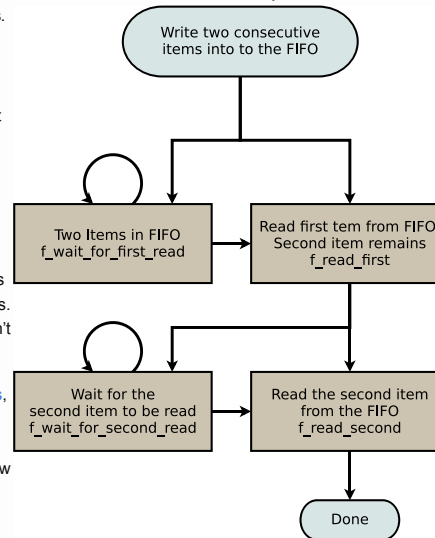 s.
Write two consecutive
items into to the FIFO
t
Two Items in FIFO
f_wait_for_first_read
Read first tem from FIFO
Second item remains
f_read_first
s
s.
n't
Wait for the
second item to be read
f_wait_for_second_read
Read the second item
from the FIFO
f_read_second
s,
w
Done